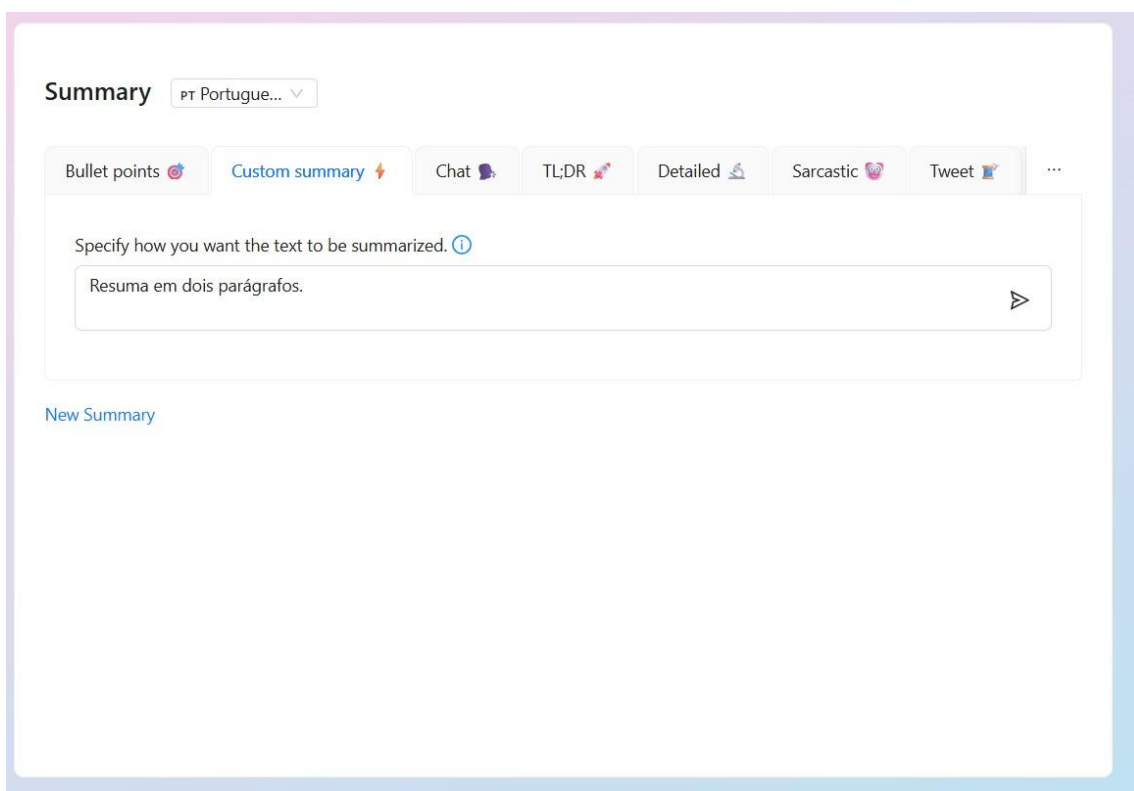 Summary PT Portugue...
Bullet points 🎯 Custom summary ⚡ Chat 🗣 TL;DR 🚀 Detailed 🔬 Sarcastic 🤡 Tweet 🧵 ...
Specify how you want the text to be summarized.
Resuma em dois parágrafos.
New Summary